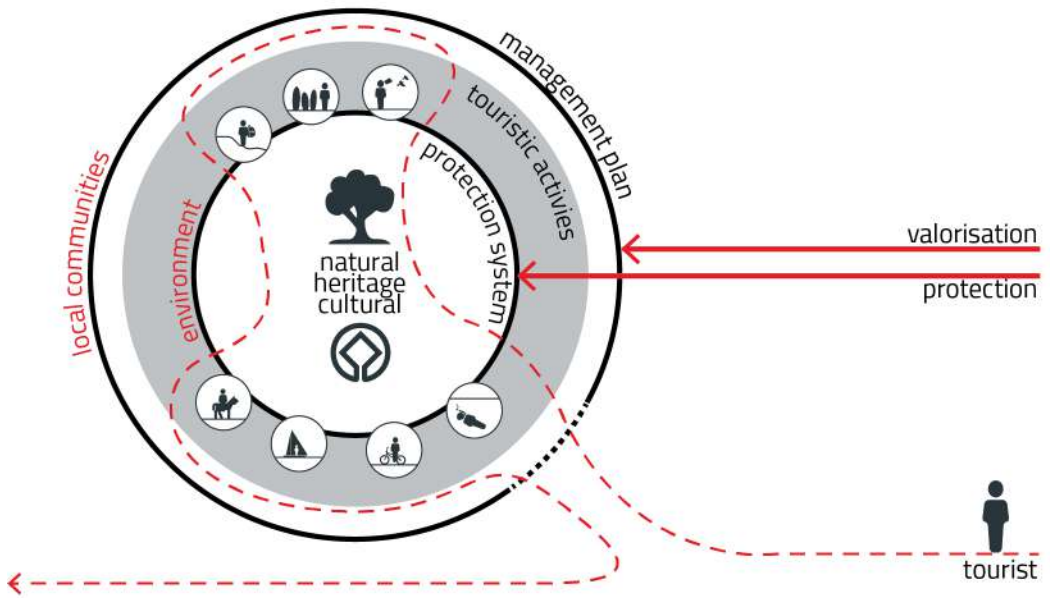 management plan
touristic activies
protection system
local communities
environment
natural
heritage
cultural
valorisation
protection
tourist